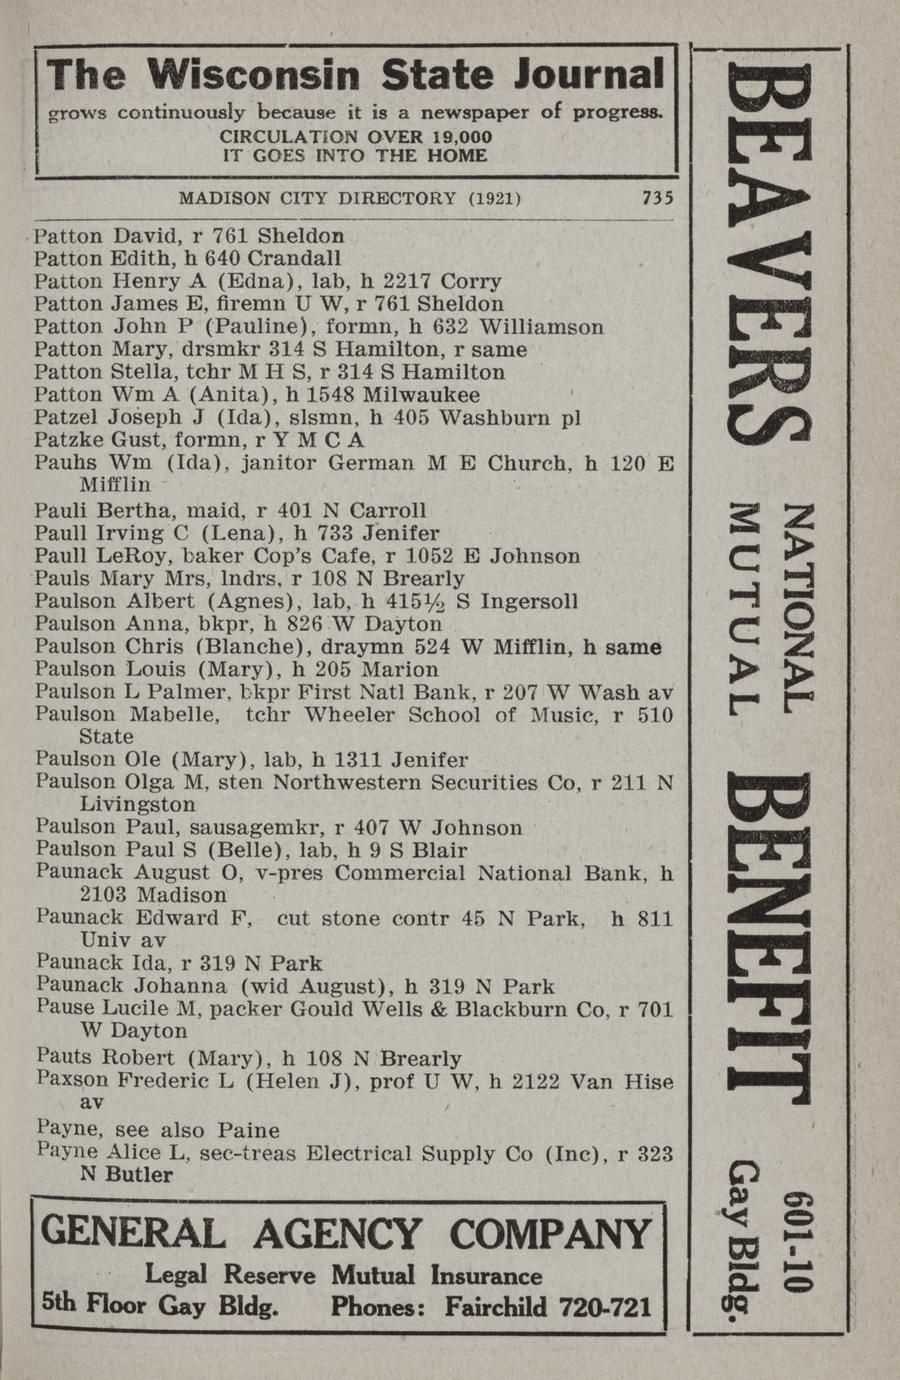 The Wisconsin State Journal
grows continuously because it is a newspaper of progress.
CIRCULATION OVER 19,000
IT GOES INTO THE HOME
MADISON CITY DIRECTORY (1921) 735
Patton David, r 761 Sheldon
Patton Edith, h 640 Crandall
Patton Henry A (Edna), lab, h 2217 Corry
Patton James E, firemn U W, r 761 Sheldon
Patton John P (Pauline), formn, h 632 Williamson
Patton Mary, drsmkr 314 S Hamilton, r same
Patton Stella, tchr M H S, r 314 S Hamilton
Patton Wm A (Anita), h 1548 Milwaukee
Patzel Joseph J (Ida), slsmn, h 405 Washburn pl
Patzke Gust, formn, r Y M C A
Pauhs Wm (Ida), janitor German M E Church, h 120 E
Mifflin
Pauli Bertha, maid, r 401 N Carroll
Paull Irving C (Lena), h 733 Jenifer
Paull LeRoy, baker Cop's Cafe, r 1052 E Johnson
Pauls Mary Mrs, lndrs, r 108 N Brearly
Paulson Albert (Agnes), lab, h 415½ S Ingersoll
Paulson Anna, bkpr, h 826 W Dayton
Paulson Chris (Blanche), draymn 524 W Mifflin, h same
Paulson Louis (Mary), h 205 Marion
Paulson L Palmer, bkpr First Natl Bank, r 207 W Wash av
Paulson Mabelle, tchr Wheeler School of Music, r 510
State
Paulson Ole (Mary), lab, h 1311 Jenifer
Paulson Olga M, sten Northwestern Securities Co, r 211 N
Livingston
Paulson Paul, sausagemkr, r 407 W Johnson
Paulson Paul S (Belle), lab, h 9 S Blair
Paunack August O, v-pres Commercial National Bank, h
2103 Madison
Paunack Edward F, cut stone contr 45 N Park, h 811
Univ av
Paunack Ida, r 319 N Park
Paunack Johanna (wid August), h 319 N Park
Pause Lucile M, packer Gould Wells & Blackburn Co, r 701
W Dayton
Pauts Robert (Mary), h 108 N Brearly
Paxson Frederic L (Helen J), prof U W, h 2122 Van Hise
av
Payne, see also Paine
Payne Alice L, sec-treas Electrical Supply Co (Inc), r 323
N Butler
GENERAL AGENCY COMPANY
Legal Reserve Mutual Insurance
5th Floor Gay Bldg. Phones: Fairchild 720-721
BEAVERS
NATIONAL
MUTUAL
BENEFIT
601-10
Gay Bldg.